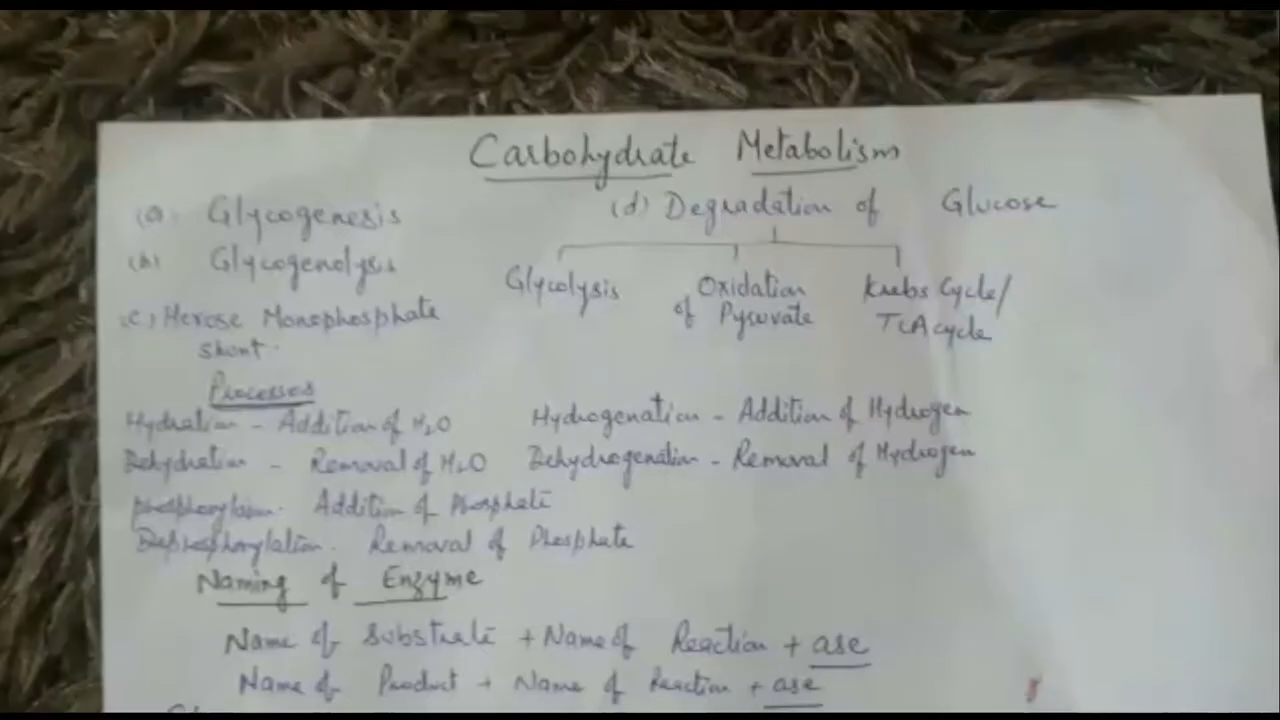 Carbohydrate Metabolism
(a) Glycogenesis
(b) Glycogenolysis
(c) Hexose Monophosphate
Shunt.
(d) Degradation of Glucose
Glycolysis Oxidation of Pyruvate Krebs Cycle/ TCA cycle
Processes
Hydration - Addition of H2O Hydrogenation - Addition of Hydrogen
Dehydration - Removal of H2O Dehydrogenation - Removal of Hydrogen
Phosphorylation. Addition of Phosphate
Dephosphorylation. Removal of Phosphate
Naming of Enzyme
Name of Substrate + Name of Reaction + ase
Name of Product + Name of Reaction + ase